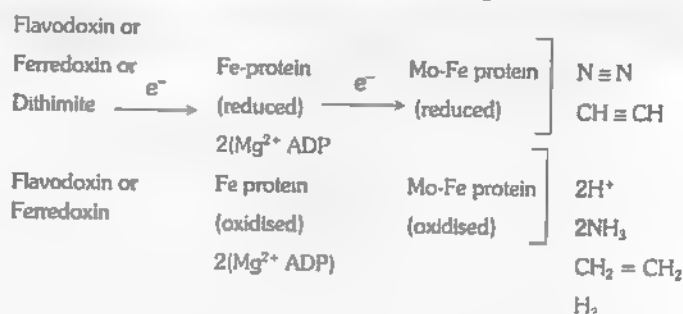 Flavodoxin or
Ferredoxin or Fe-protein Mo-Fe protein N ≡ N
Dithimite e⁻ (reduced) e⁻ (reduced) CH ≡ CH
2(Mg²⁺ ADP
Flavodoxin or Fe protein Mo-Fe protein 2H⁺
Ferredoxin (oxidised) (oxidised) 2NH₃
2(Mg²⁺ ADP) CH₂ = CH₂
H₂